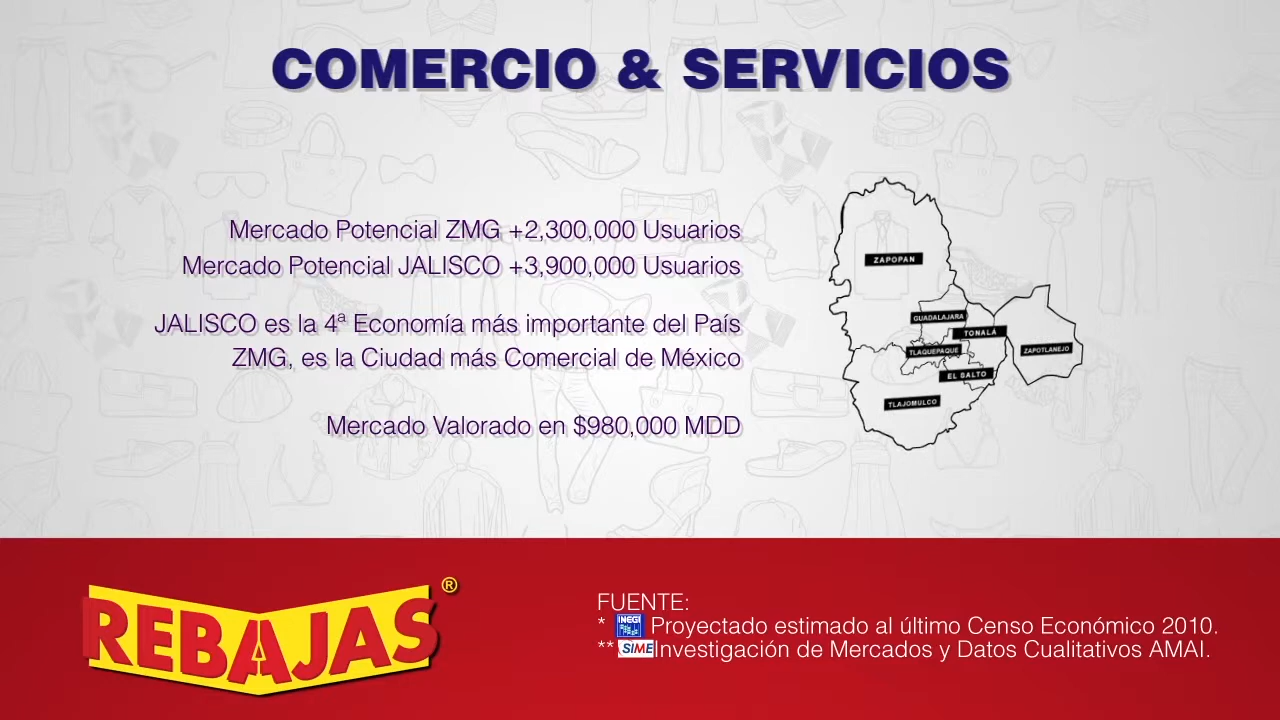 COMERCIO & SERVICIOS
Mercado Potencial ZMG +2,300,000 Usuarios
Mercado Potencial JALISCO +3,900,000 Usuarios
JALISCO es la 4ª Economía más importante del País
ZMG, es la Ciudad más Comercial de México
Mercado Valorado en $980,000 MDD
ZAPOPAN
GUADALAJARA
TONALÁ
TLAQUEPAQUE
ZAPOTLANEJO
EL SALTO
TLAJOMULCO
REBAJAS®
FUENTE:
* INEGI Proyectado estimado al último Censo Económico 2010.
** SIME Investigación de Mercados y Datos Cualitativos AMAI.